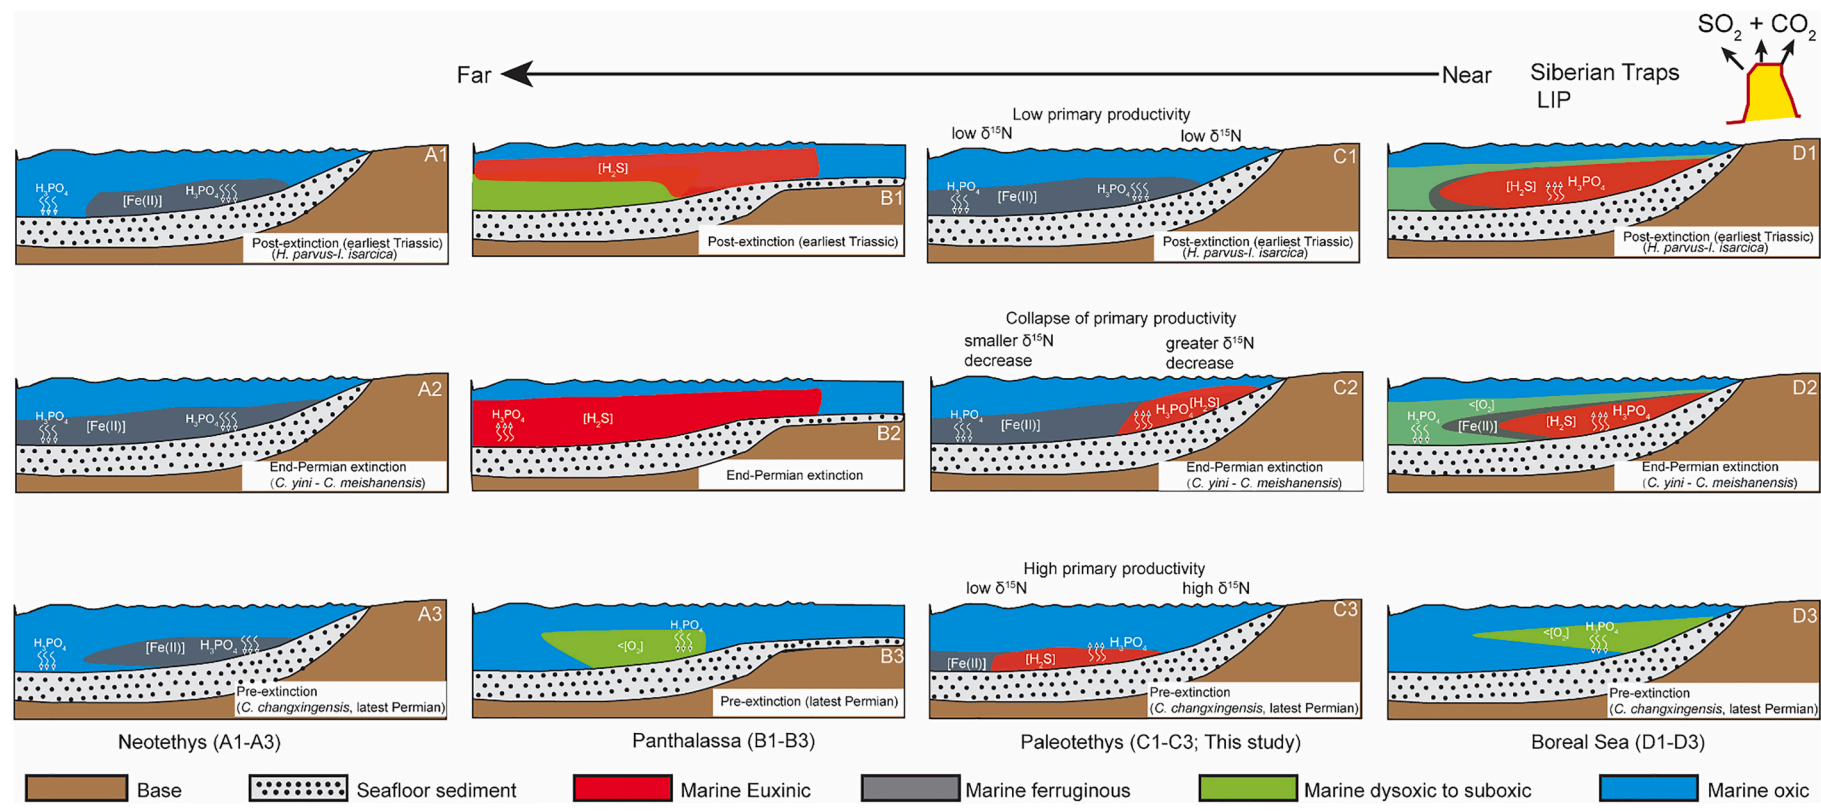 SO2 + CO2
Far
Near
Siberian Traps
LIP
Low primary productivity
low δ15N
low δ15N
A1
H3PO4
[Fe(II)]
H3PO4
Post-extinction (earliest Triassic)
(H. parvus-I. isarcica)
[H2S]
B1
Post-extinction (earliest Triassic)
C1
H3PO4
[Fe(II)]
H3PO4
Post-extinction (earliest Triassic)
(H. parvus-I. isarcica)
D1
[H2S]
H3PO4
Post-extinction (earliest Triassic)
(H. parvus-I. isarcica)
Collapse of primary productivity
smaller δ15N
decrease
greater δ15N
decrease
A2
H3PO4
[Fe(II)]
H3PO4
End-Permian extinction
(C. yini - C. meishanensis)
H3PO4
[H2S]
B2
End-Permian extinction
C2
H3PO4
[Fe(II)]
H3PO4
[H2S]
End-Permian extinction
(C. yini - C. meishanensis)
D2
<[O2]
H3PO4
[Fe(II)]
[H2S]
H3PO4
End-Permian extinction
(C. yini - C. meishanensis)
High primary productivity
low δ15N
high δ15N
A3
H3PO4
[Fe(II)]
H3PO4
Pre-extinction
(C. changxingensis, latest Permian)
H3PO4
<[O2]
B3
Pre-extinction (latest Permian)
C3
[Fe(II)]
[H2S]
H3PO4
Pre-extinction
(C. changxingensis, latest Permian)
D3
<[O2]
H3PO4
Pre-extinction
(C. changxingensis, latest Permian)
Neotethys (A1-A3)
Panthalassa (B1-B3)
Paleotethys (C1-C3; This study)
Boreal Sea (D1-D3)
Base
Seafloor sediment
Marine Euxinic
Marine ferruginous
Marine dysoxic to suboxic
Marine oxic